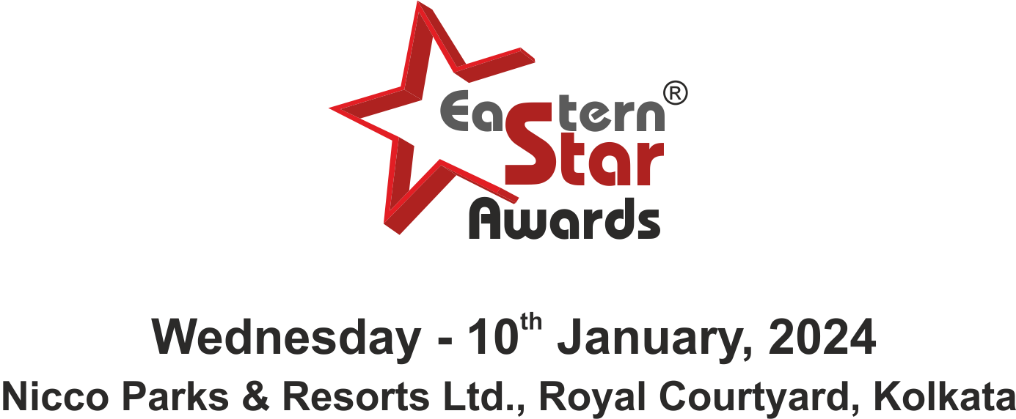 Eastern®
Star
Awards
Wednesday - 10th January, 2024
Nicco Parks & Resorts Ltd., Royal Courtyard, Kolkata